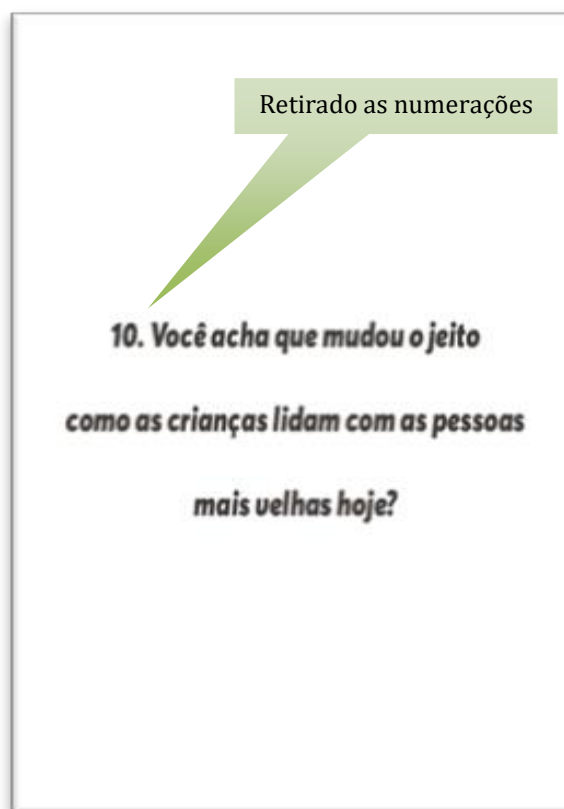 Retirado as numerações
10. Você acha que mudou o jeito
como as crianças lidam com as pessoas
mais velhas hoje?